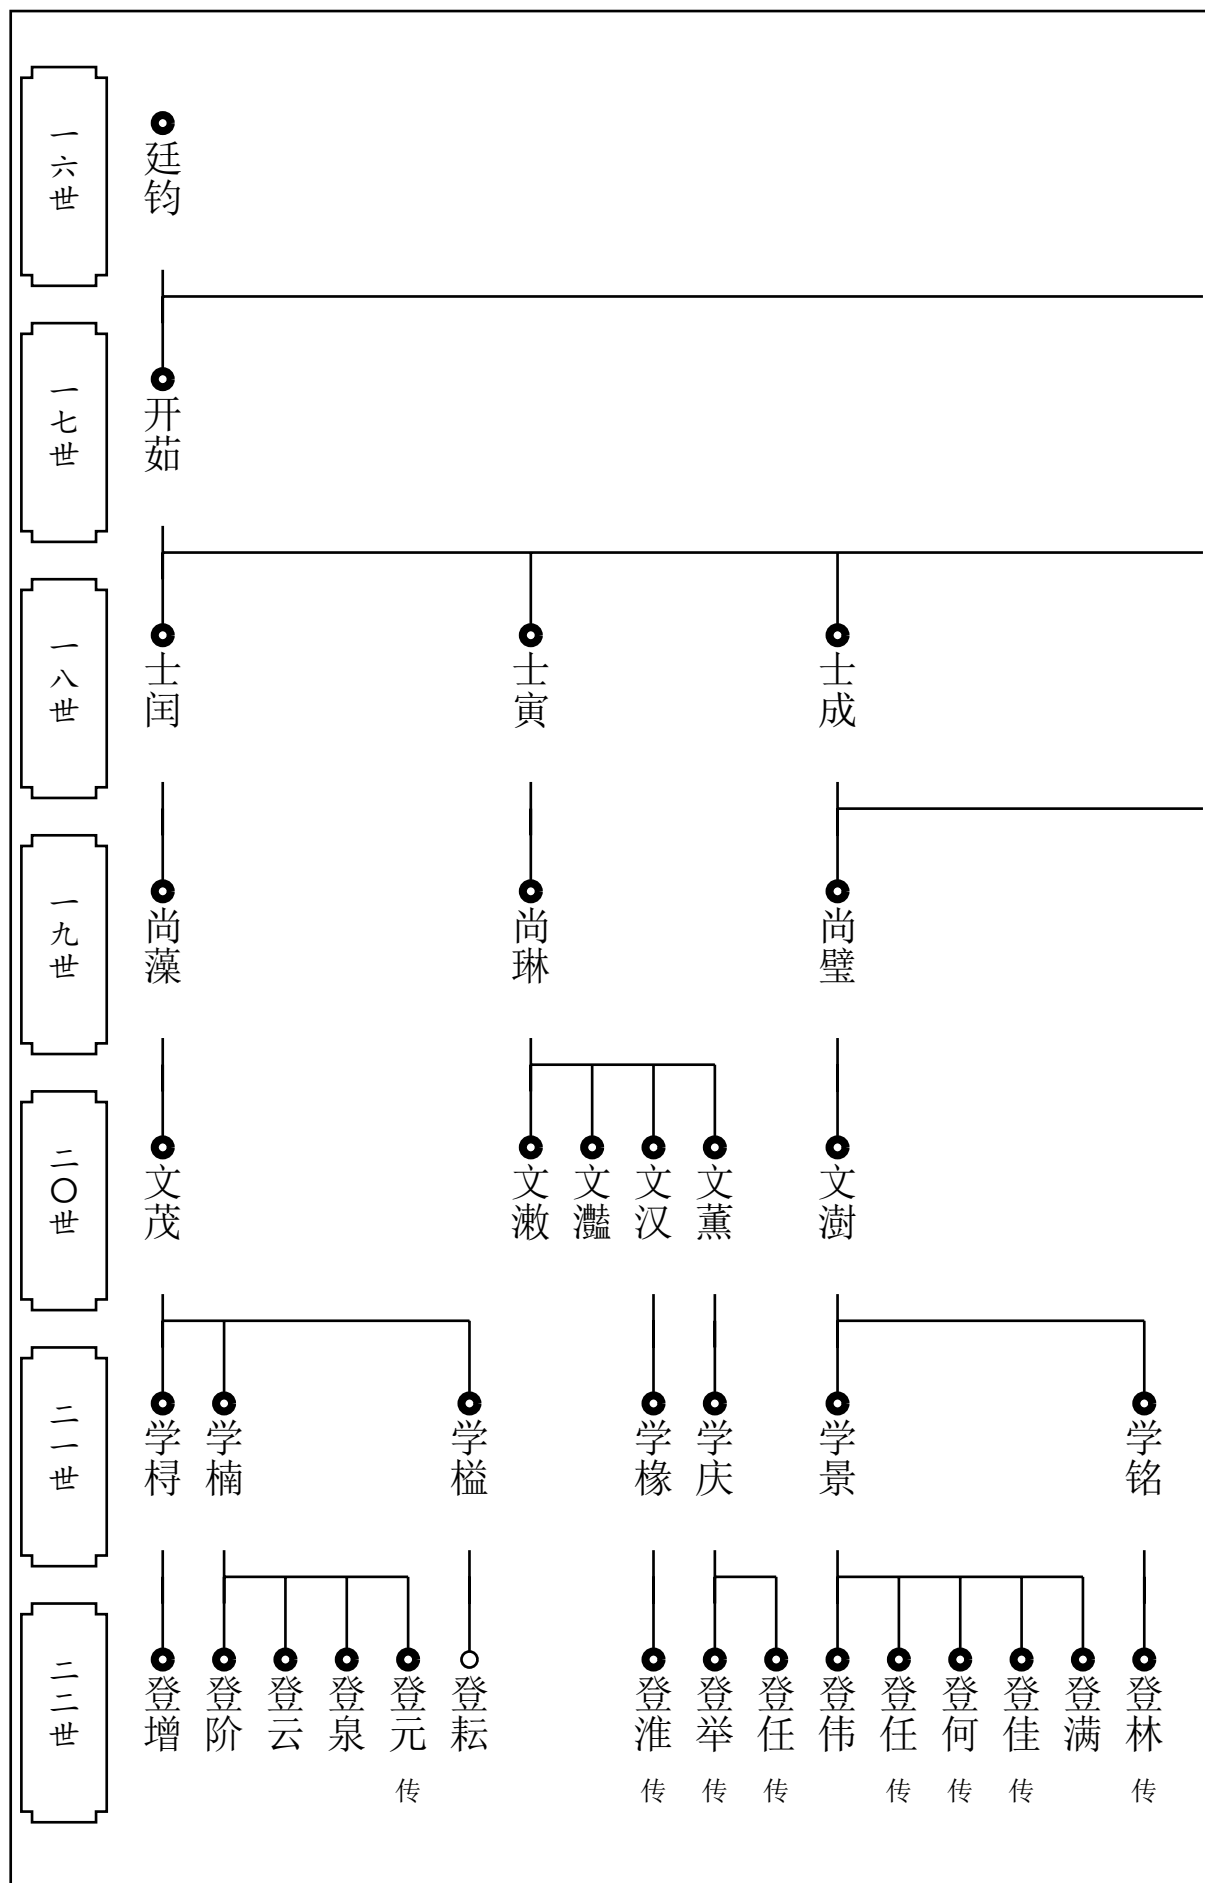 一六世
廷钧
一七世
开茹
一八世
士闰
士寅
士成
一九世
尚藻
尚琳
尚璧
二〇世
文茂
文漱
文灩
文汉
文薰
文澍
二一世
学桪
学楠
学榏
学椽
学庆
学景
学铭
二二世
登增
登阶
登云
登泉
登元
传
登耘
登淮
传
登举
传
登任
传
登伟
登任
传
登何
传
登佳
传
登满
登林
传